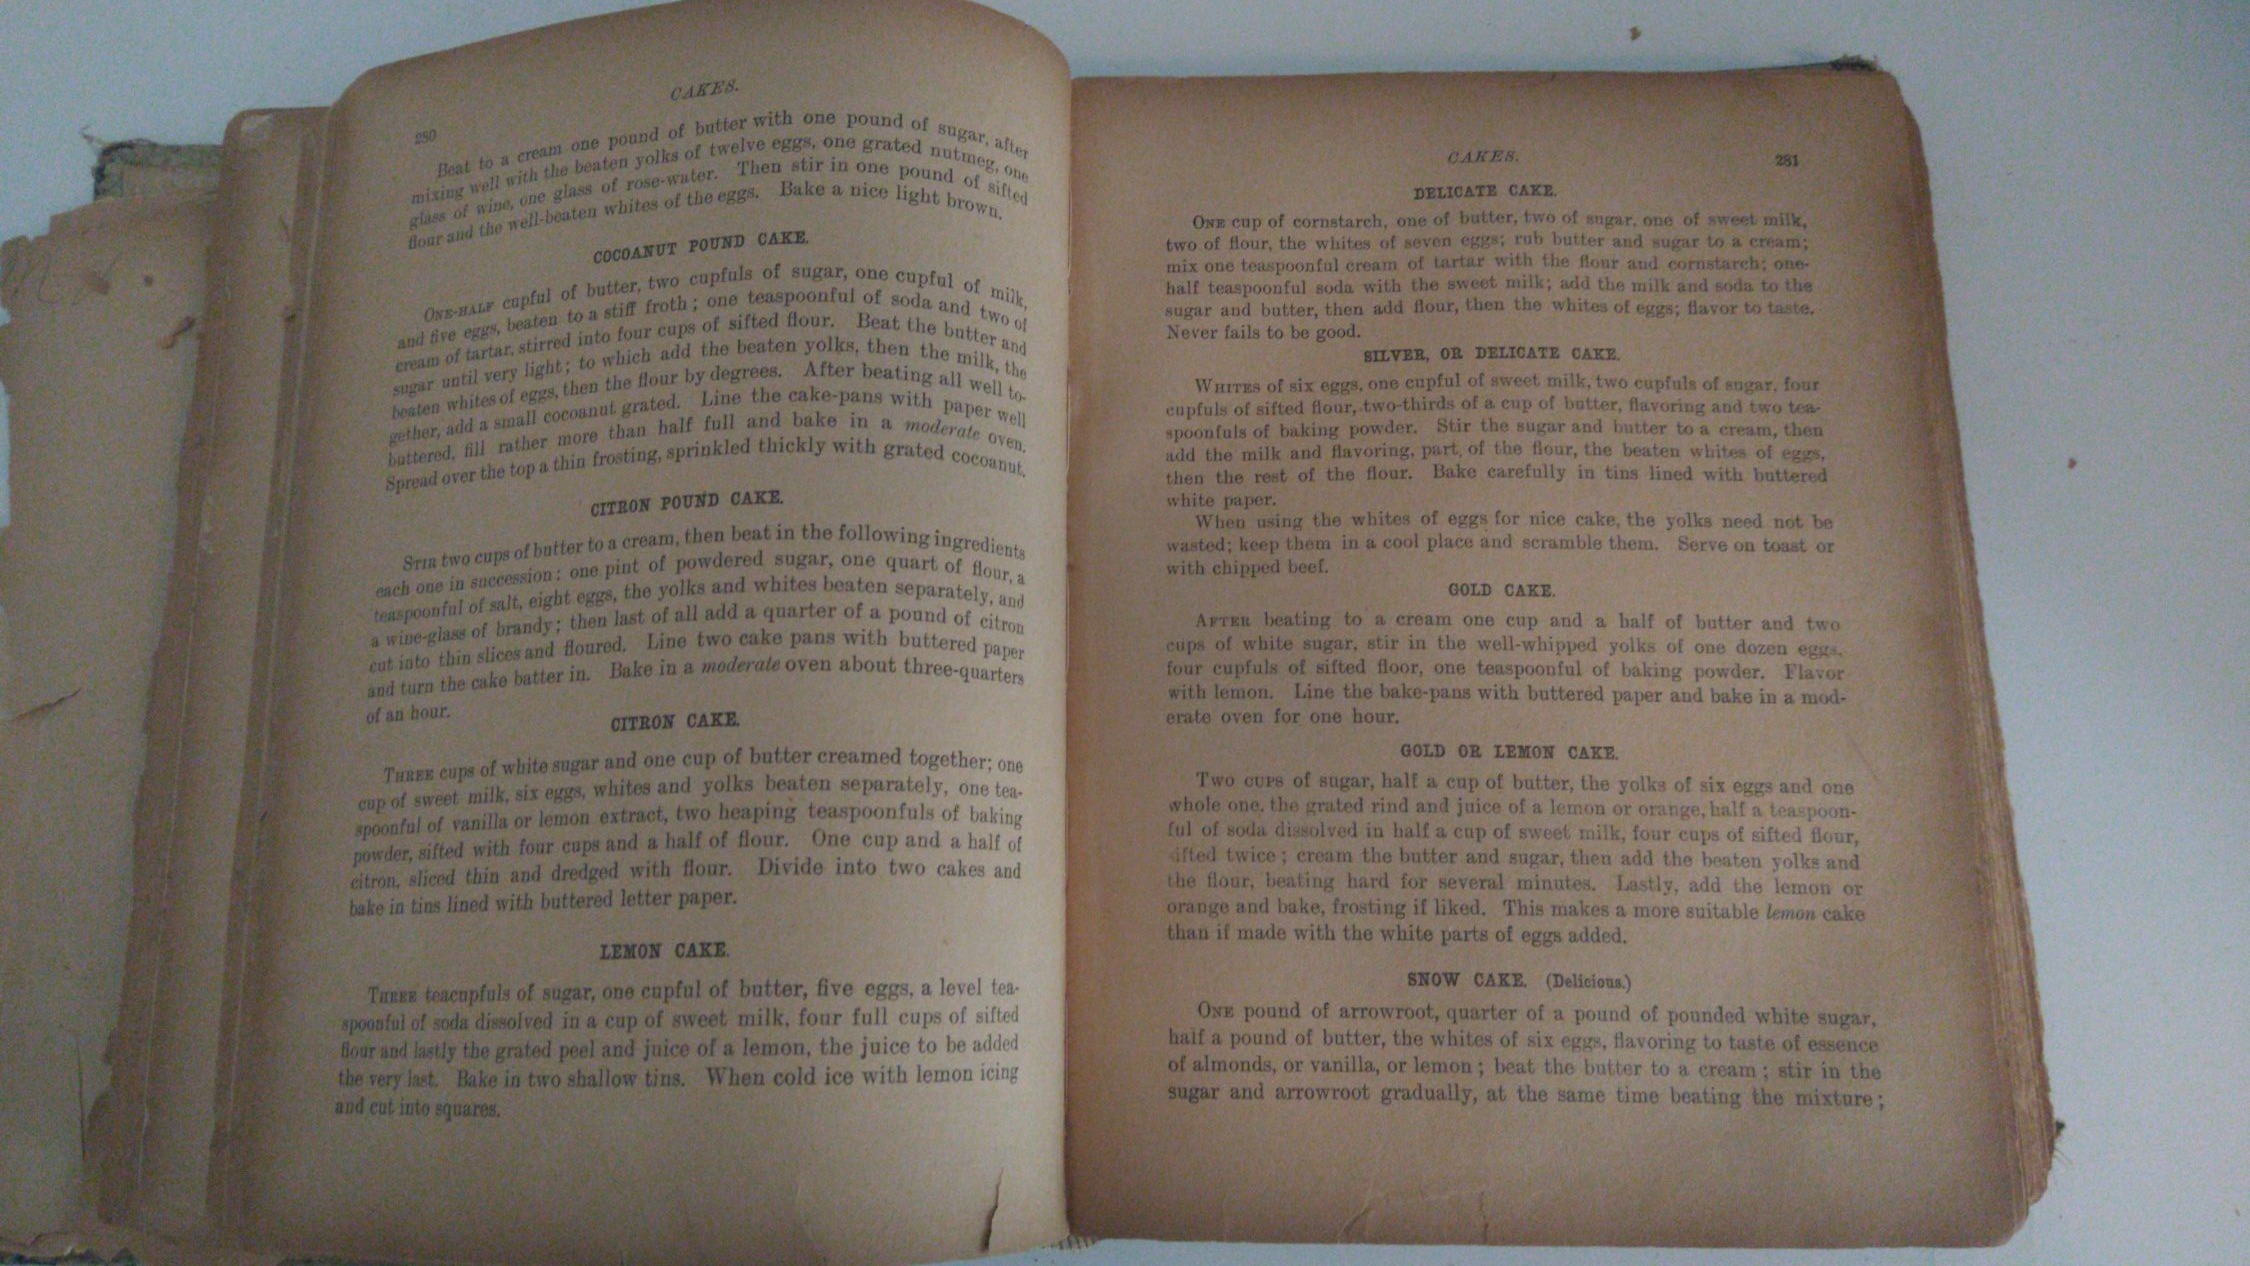 CAKES.
280
Beat to a cream one pound of butter with one pound of sugar, after
mixing well with the beaten yolks of twelve eggs, one grated nutmeg, one
glass of wine, one glass of rose-water. Then stir in one pound of sifted
flour and the well-beaten whites of the eggs. Bake a nice light brown.
COCOANUT POUND CAKE.
ONE-HALF cupful of butter, two cupfuls of sugar, one cupful of milk,
and five eggs, beaten to a stiff froth; one teaspoonful of soda and two of
cream of tartar, stirred into four cups of sifted flour. Beat the butter and
sugar until very light; to which add the beaten yolks, then the milk, the
beaten whites of eggs, then the flour by degrees. After beating all well to-
gether, add a small cocoanut grated. Line the cake-pans with paper well
buttered, fill rather more than half full and bake in a moderate oven.
Spread over the top a thin frosting, sprinkled thickly with grated cocoanut.
CITRON POUND CAKE.
STIR two cups of butter to a cream, then beat in the following ingredients
each one in succession: one pint of powdered sugar, one quart of flour, a
teaspoonful of salt, eight eggs, the yolks and whites beaten separately, and
a wine-glass of brandy; then last of all add a quarter of a pound of citron
cut into thin slices and floured. Line two cake pans with buttered paper
and turn the cake batter in. Bake in a moderate oven about three-quarters
of an hour.
CITRON CAKE.
THREE cups of white sugar and one cup of butter creamed together; one
cup of sweet milk, six eggs, whites and yolks beaten separately, one tea-
spoonful of vanilla or lemon extract, two heaping teaspoonfuls of baking
powder, sifted with four cups and a half of flour. One cup and a half of
citron, sliced thin and dredged with flour. Divide into two cakes and
bake in tins lined with buttered letter paper.
LEMON CAKE.
THREE teacupfuls of sugar, one cupful of butter, five eggs, a level tea-
spoonful of soda dissolved in a cup of sweet milk, four full cups of sifted
flour and lastly the grated peel and juice of a lemon, the juice to be added
the very last. Bake in two shallow tins. When cold ice with lemon icing
and cut into squares.
CAKES.
281
DELICATE CAKE.
ONE cup of cornstarch, one of butter, two of sugar, one of sweet milk,
two of flour, the whites of seven eggs; rub butter and sugar to a cream;
mix one teaspoonful cream of tartar with the flour and cornstarch; one-
half teaspoonful soda with the sweet milk; add the milk and soda to the
sugar and butter, then add flour, then the whites of eggs; flavor to taste.
Never fails to be good.
SILVER, OR DELICATE CAKE.
WHITES of six eggs, one cupful of sweet milk, two cupfuls of sugar, four
cupfuls of sifted flour, two-thirds of a cup of butter, flavoring and two tea-
spoonfuls of baking powder. Stir the sugar and butter to a cream, then
add the milk and flavoring, part of the flour, the beaten whites of eggs,
then the rest of the flour. Bake carefully in tins lined with buttered
white paper.
When using the whites of eggs for nice cake, the yolks need not be
wasted; keep them in a cool place and scramble them. Serve on toast or
with chipped beef.
GOLD CAKE.
AFTER beating to a cream one cup and a half of butter and two
cups of white sugar, stir in the well-whipped yolks of one dozen eggs,
four cupfuls of sifted floor, one teaspoonful of baking powder. Flavor
with lemon. Line the bake-pans with buttered paper and bake in a mod-
erate oven for one hour.
GOLD OR LEMON CAKE.
TWO CUPS of sugar, half a cup of butter, the yolks of six eggs and one
whole one, the grated rind and juice of a lemon or orange, half a teaspoon-
ful of soda dissolved in half a cup of sweet milk, four cups of sifted flour,
sifted twice; cream the butter and sugar, then add the beaten yolks and
the flour, beating hard for several minutes. Lastly, add the lemon or
orange and bake, frosting if liked. This makes a more suitable lemon cake
than if made with the white parts of eggs added.
SNOW CAKE. (Delicious.)
ONE pound of arrowroot, quarter of a pound of pounded white sugar,
half a pound of butter, the whites of six eggs, flavoring to taste of essence
of almonds, or vanilla, or lemon; beat the butter to a cream; stir in the
sugar and arrowroot gradually, at the same time beating the mixture;